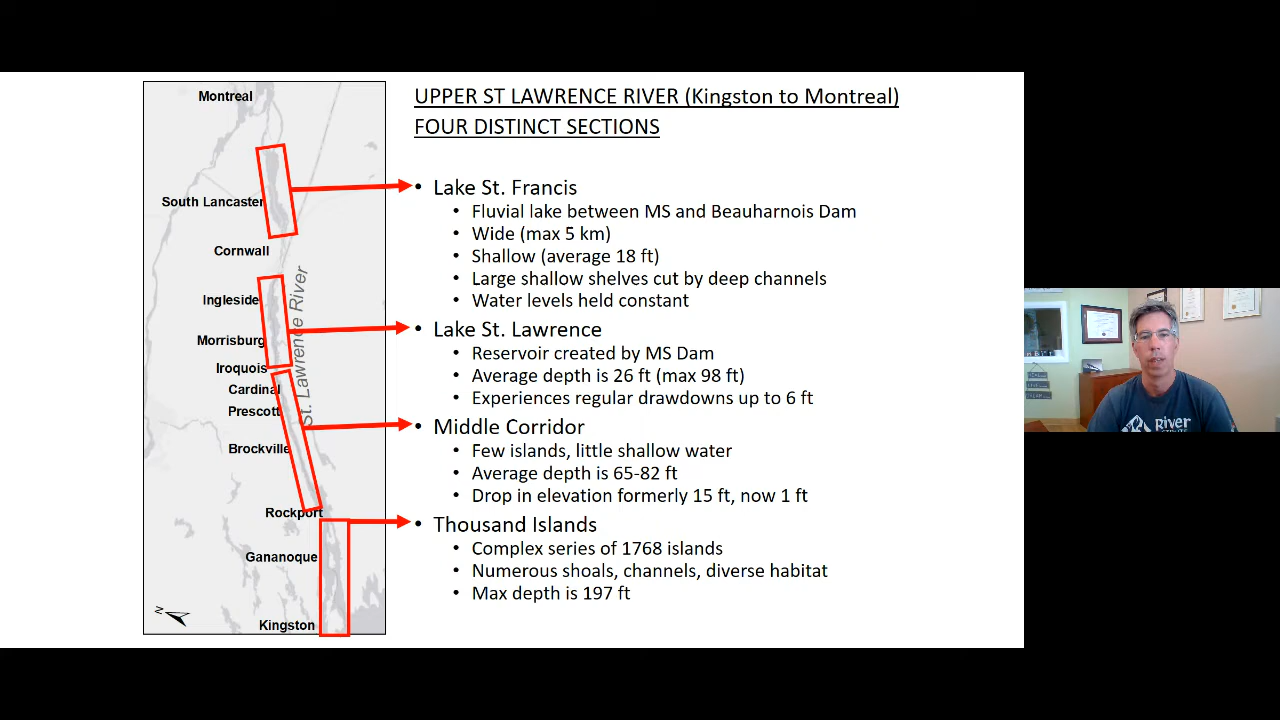 UPPER ST LAWRENCE RIVER (Kingston to Montreal)
FOUR DISTINCT SECTIONS
Montreal
South Lancaster
Cornwall
Ingleside
Morrisburg
Iroquois
Cardinal
Prescott
Brockville
Rockport
Gananoque
Kingston
St. Lawrence River
N
• Lake St. Francis
• Fluvial lake between MS and Beauharnois Dam
• Wide (max 5 km)
• Shallow (average 18 ft)
• Large shallow shelves cut by deep channels
• Water levels held constant
• Lake St. Lawrence
• Reservoir created by MS Dam
• Average depth is 26 ft (max 98 ft)
• Experiences regular drawdowns up to 6 ft
• Middle Corridor
• Few islands, little shallow water
• Average depth is 65-82 ft
• Drop in elevation formerly 15 ft, now 1 ft
• Thousand Islands
• Complex series of 1768 islands
• Numerous shoals, channels, diverse habitat
• Max depth is 197 ft
River